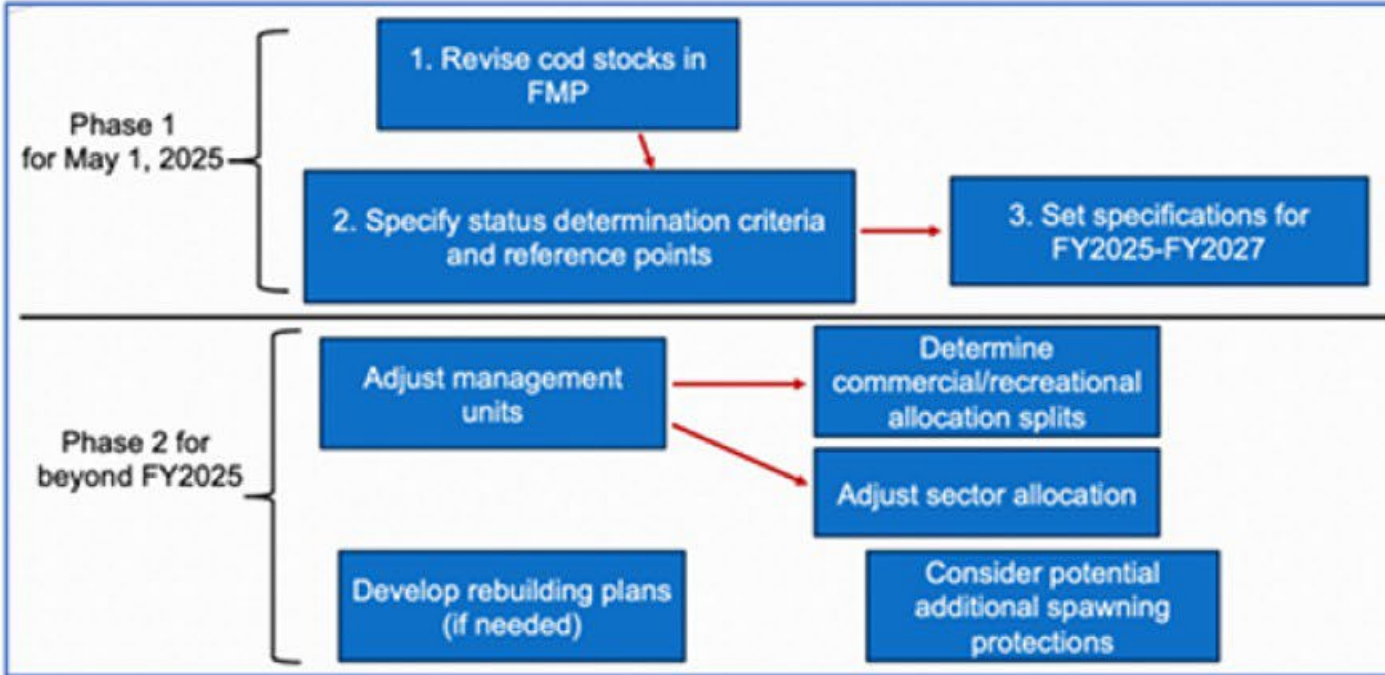 Phase 1
for May 1, 2025
1. Revise cod stocks in
FMP
2. Specify status determination criteria
and reference points
3. Set specifications for
FY2025-FY2027
Phase 2 for
beyond FY2025
Adjust management
units
Determine
commercial/recreational
allocation splits
Adjust sector allocation
Develop rebuilding plans
(if needed)
Consider potential
additional spawning
protections